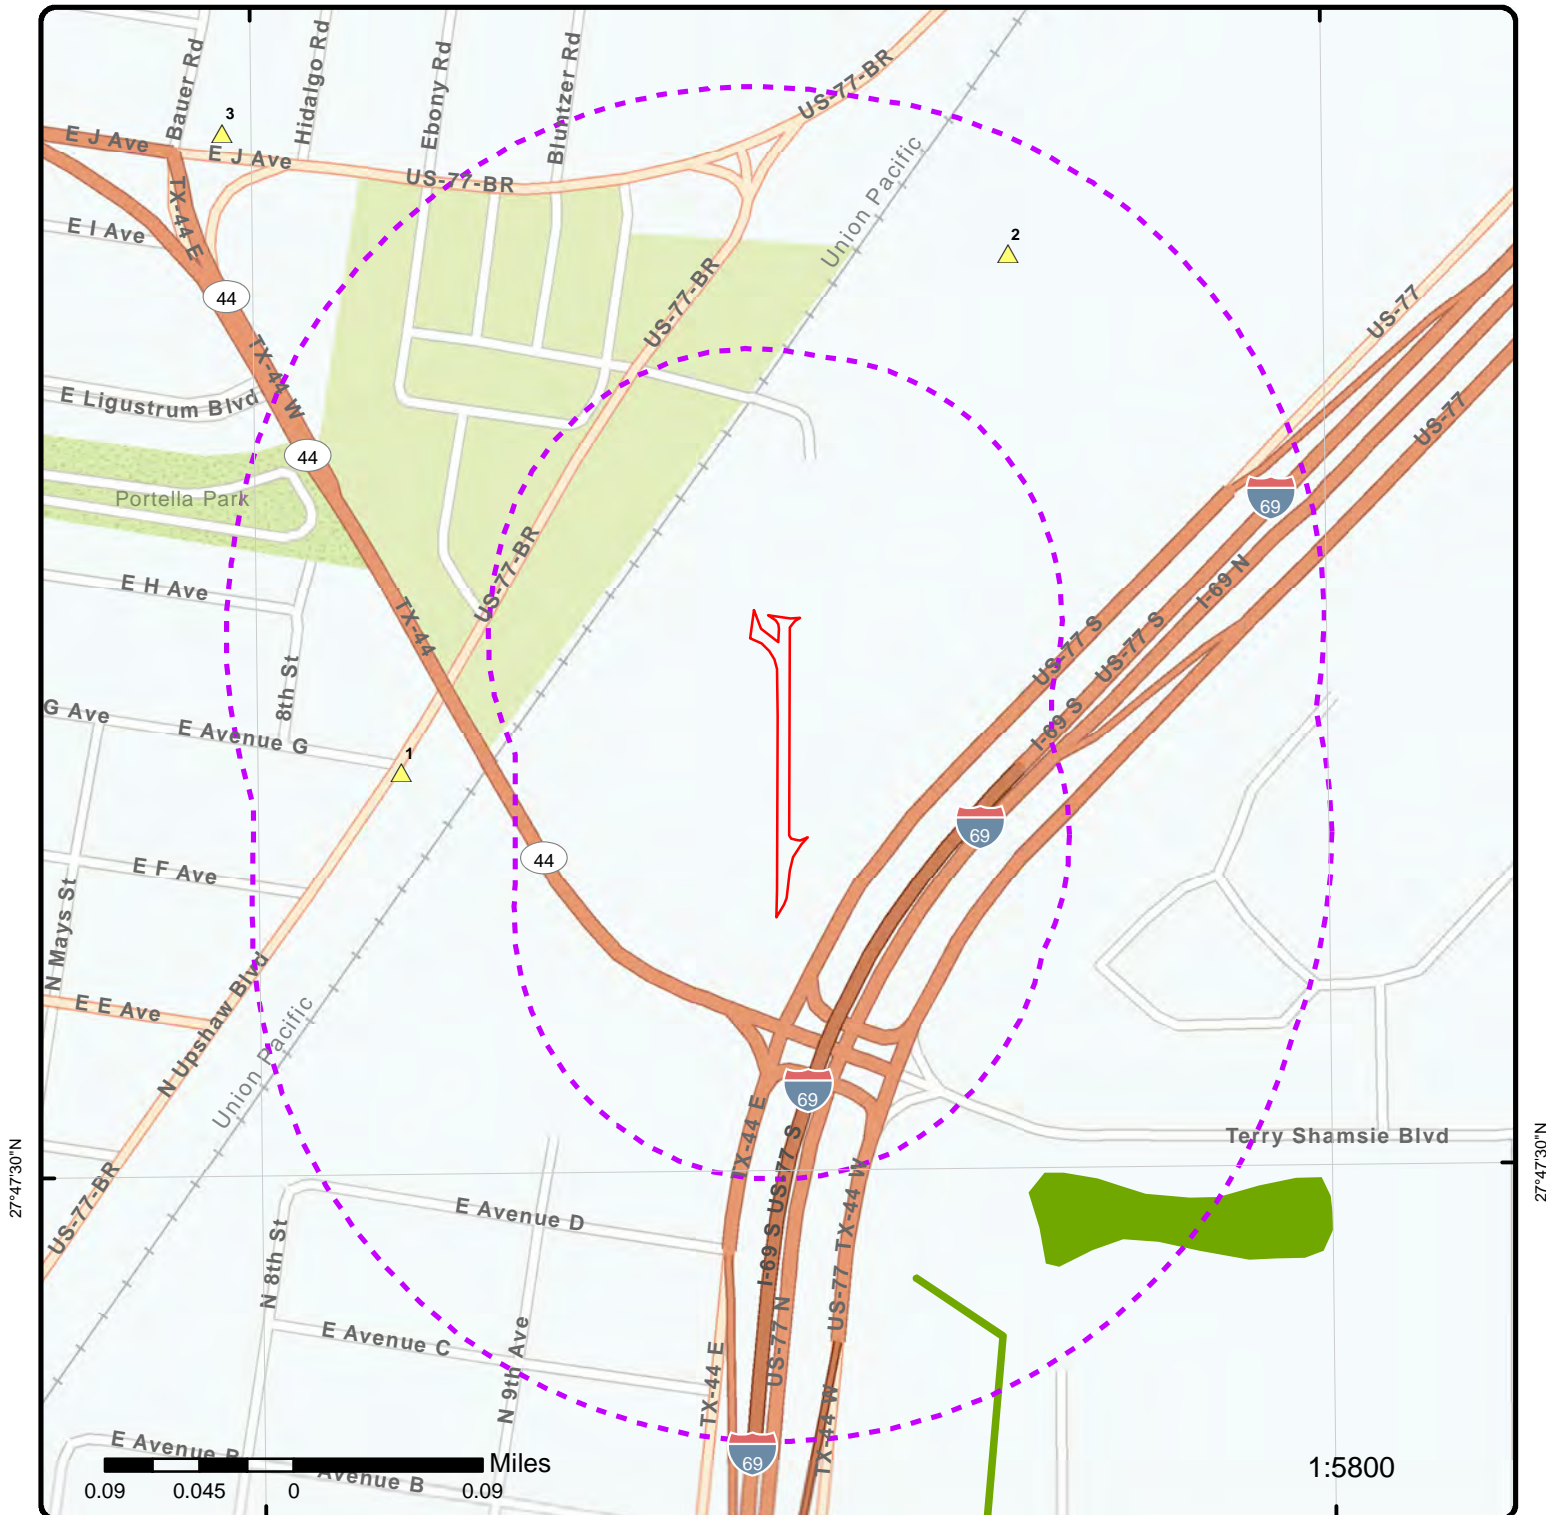 Bauer Rd
Hidalgo Rd
Ebony Rd
Bluntzer Rd
US-77-BR
3
E J Ave
E J Ave
US-77-BR
Union Pacific
TX-44 E
E I Ave
2
44
US-77-BR
US-77
TX-44 W
E Ligustrum Blvd
US-77
44
Portella Park
69
US-77-BR
E H Ave
I-69 N
TX-44
US-77 S
US-77 S
8th St
G Ave
E Avenue G
I-69 S
1
69
44
E F Ave
N Mays St
E E Ave
N Upshaw Blvd
Union Pacific
69
TX-44 E
Terry Shamsie Blvd
27°47'30"N
27°47'30"N
US-77-BR
I-69 S US-77 S
US-77 TX-44 W
E Avenue D
N 8th St
E Avenue C
US-77 N
N 9th Ave
TX-44 E
TX-44 W
E Avenue B
Avenue B
69
Miles
0.09
0.045
0
0.09
1:5800